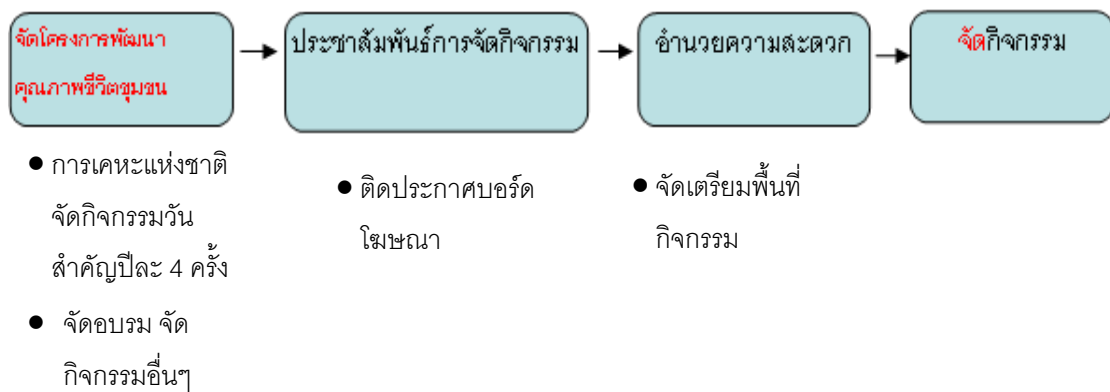 จัดโครงการพัฒนา
คุณภาพชีวิตชุมชน
ประชาสัมพันธ์การจัดกิจกรรม
อำนวยความสะดวก
จัดกิจกรรม
● การเคหะแห่งชาติ
จัดกิจกรรมวัน
สำคัญปีละ 4 ครั้ง
● จัดอบรม จัด
กิจกรรมอื่นๆ
● ติดประกาศบอร์ด
โฆษณา
● จัดเตรียมพื้นที่
กิจกรรม